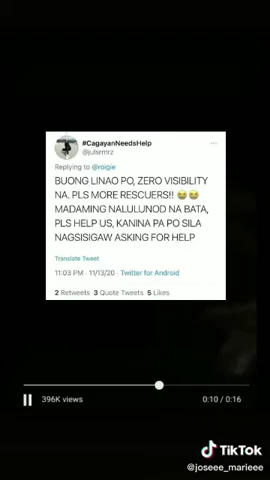 #CagayanNeedsHelp
@julsrmrz
Replying to @roigie
BUONG LINAO PO, ZERO VISIBILITY
NA. PLS MORE RESCUERS!! 😭😭
MADAMING NALULUNOD NA BATA,
PLS HELP US, KANINA PA PO SILA
NAGSISIGAW ASKING FOR HELP
Translate Tweet
11:03 PM · 11/13/20 · Twitter for Android
2 Retweets 3 Quote Tweets 5 Likes
396K views
0:10 / 0:16
TikTok
@joseee_marieee